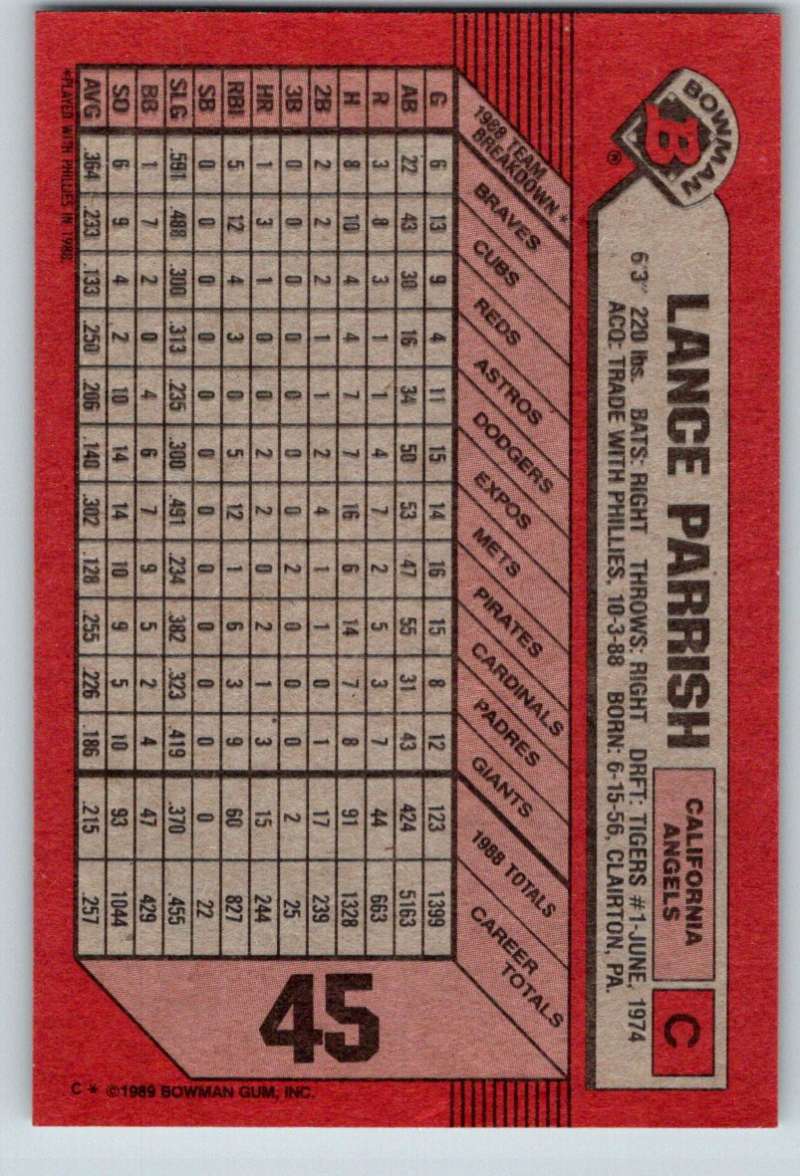 BOWMAN
B
®
LANCE PARRISH
CALIFORNIA
ANGELS
C
6'3" 220 lbs. BATS: RIGHT THROWS: RIGHT DRFT: TIGERS #1-JUNE, 1974
ACQ: TRADE WITH PHILLIES, 10-3-88 BORN: 6-15-56, CLAIRTON, PA.
1988 TEAM
BREAKDOWN*
BRAVES
CUBS
REDS
ASTROS
DODGERS
EXPOS
METS
PIRATES
CARDINALS
PADRES
GIANTS
1988 TOTALS
CAREER
TOTALS
G 6 13 9 4 11 15 14 16 15 8 12 123 1399
AB 22 43 30 16 34 50 53 47 55 31 43 424 5163
R 3 8 3 1 1 4 7 2 5 3 7 44 663
H 8 10 4 4 7 7 16 6 14 7 8 91 1328
2B 2 2 2 1 1 2 4 1 1 0 1 17 239
3B 0 0 0 0 0 0 0 2 0 0 0 2 25
HR 1 3 1 0 0 2 2 0 2 1 3 15 244
RBI 5 12 4 3 0 5 12 1 6 3 9 60 827
SB 0 0 0 0 0 0 0 0 0 0 0 0 22
SLG .591 .488 .300 .313 .235 .300 .491 .234 .382 .323 .419 .370 .455
BB 1 7 2 0 4 6 7 9 5 2 4 47 429
SO 6 9 4 2 10 14 14 10 9 5 10 93 1044
AVG .364 .233 .133 .250 .206 .140 .302 .128 .255 .226 .186 .215 .257
*PLAYED WITH PHILLIES IN 1988.
45
C * ©1989 BOWMAN GUM, INC.